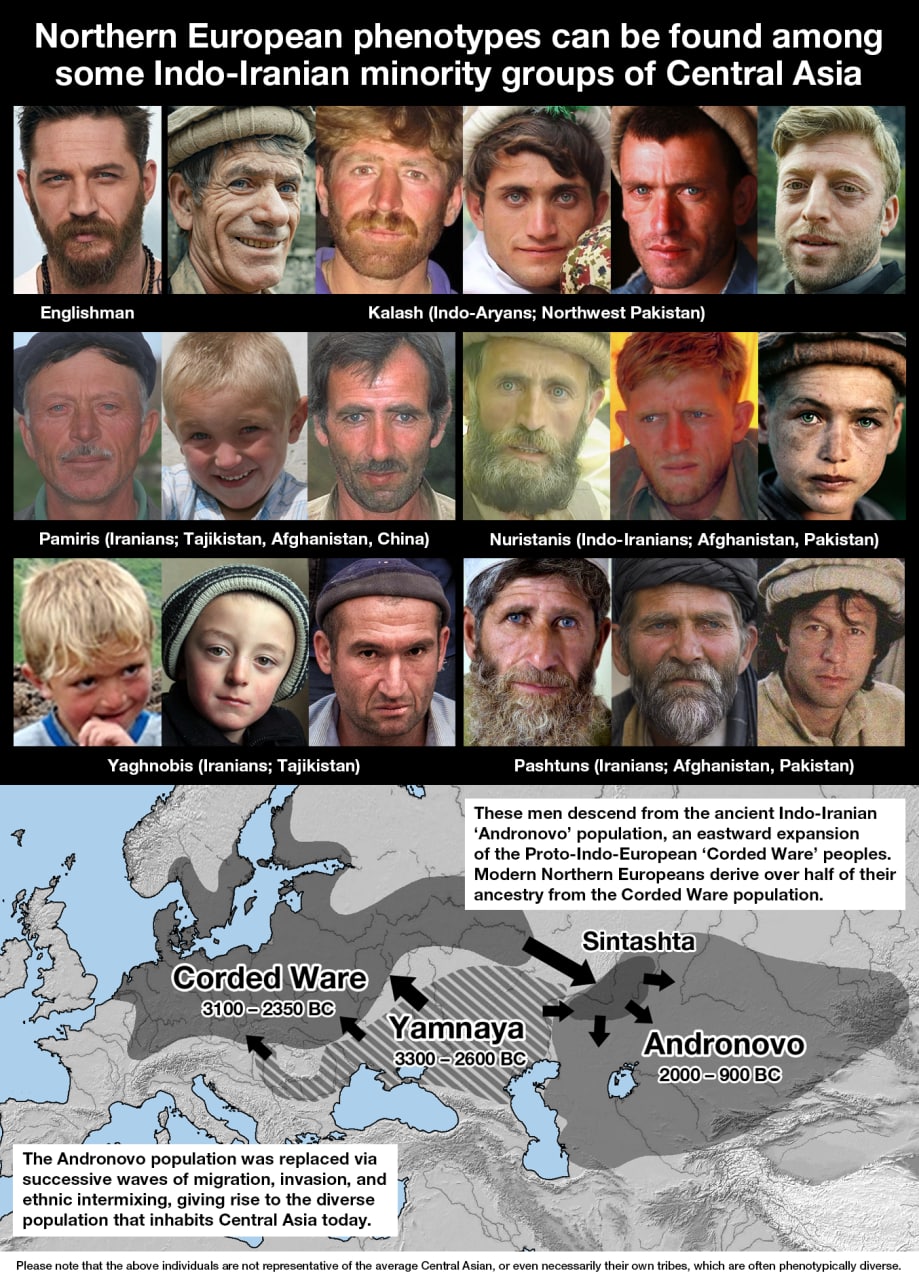 Northern European phenotypes can be found among
some Indo-Iranian minority groups of Central Asia
Englishman
Kalash (Indo-Aryans; Northwest Pakistan)
Pamiris (Iranians; Tajikistan, Afghanistan, China)
Nuristanis (Indo-Iranians; Afghanistan, Pakistan)
Yaghnobis (Iranians; Tajikistan)
Pashtuns (Iranians; Afghanistan, Pakistan)
These men descend from the ancient Indo-Iranian
‘Andronovo’ population, an eastward expansion
of the Proto-Indo-European ‘Corded Ware’ peoples.
Modern Northern Europeans derive over half of their
ancestry from the Corded Ware population.
Sintashta
Corded Ware
3100 – 2350 BC
Yamnaya
3300 – 2600 BC
Andronovo
2000 – 900 BC
The Andronovo population was replaced via
successive waves of migration, invasion, and
ethnic intermixing, giving rise to the diverse
population that inhabits Central Asia today.
Please note that the above individuals are not representative of the average Central Asian, or even necessarily their own tribes, which are often phenotypically diverse.